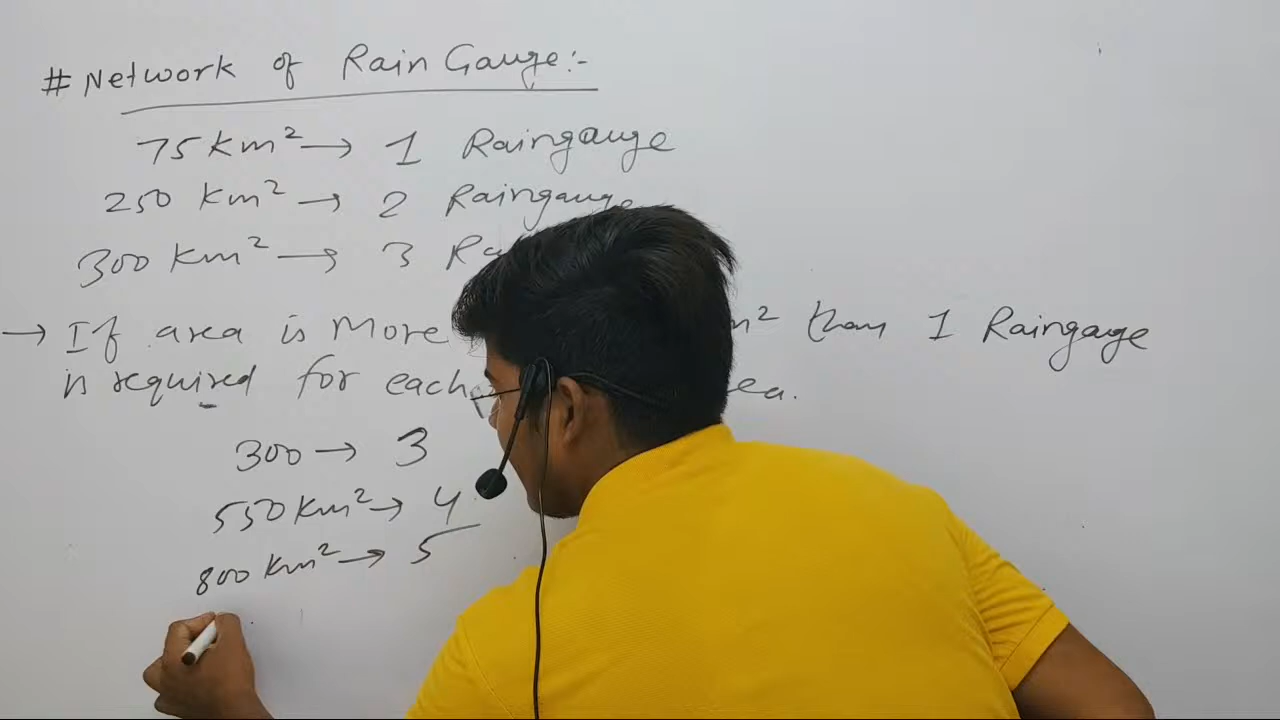 # Network of Rain Gauge:-
75 km² → 1 Raingauge
250 km² → 2 Raingauge
300 km² → 3
→ If area is More m² than 1 Raingauge
is required for each
300 → 3
550 km² → 4
800 km² → 5